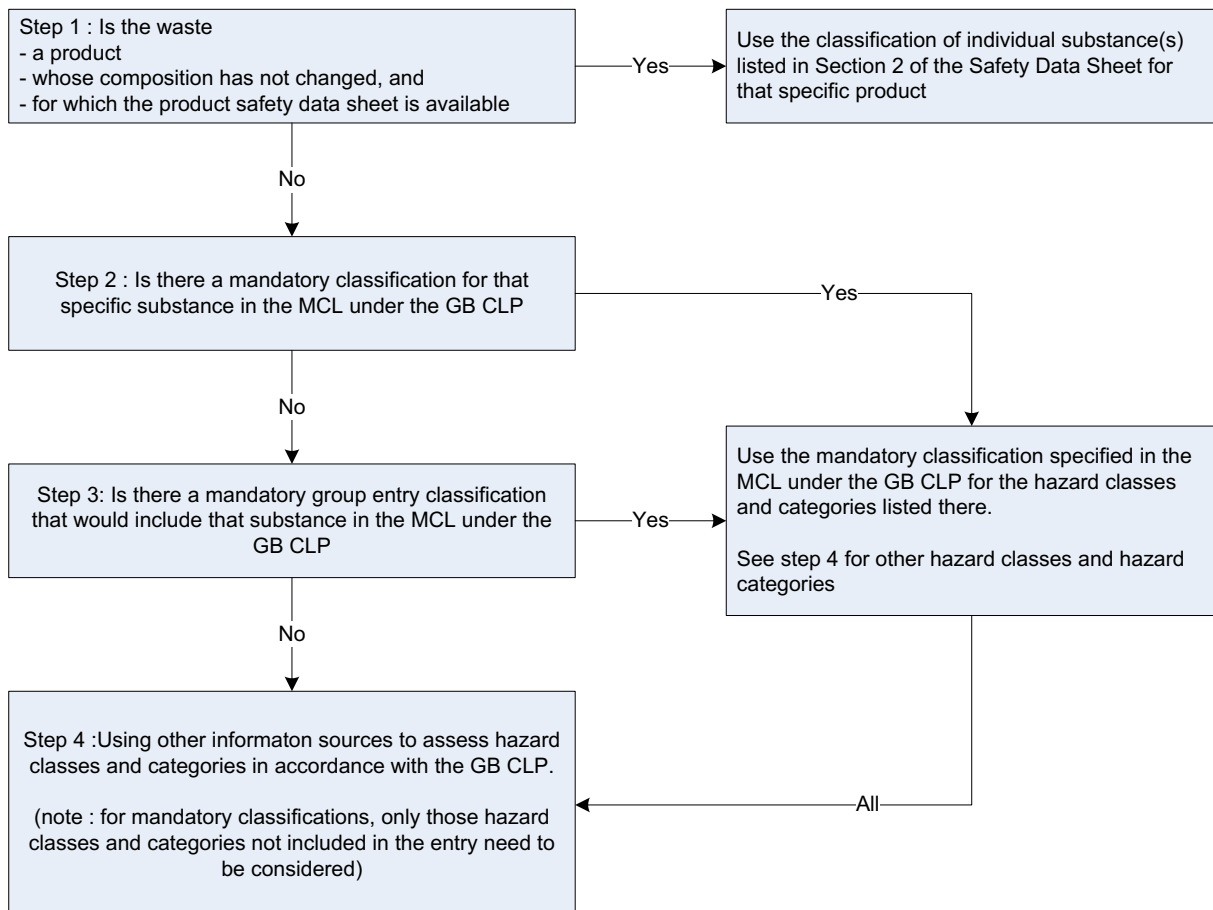 Step 1 : Is the waste
- a product
- whose composition has not changed, and
- for which the product safety data sheet is available
Yes
Use the classification of individual substance(s)
listed in Section 2 of the Safety Data Sheet for
that specific product
No
Step 2 : Is there a mandatory classification for that
specific substance in the MCL under the GB CLP
Yes
No
Step 3: Is there a mandatory group entry classification
that would include that substance in the MCL under the
GB CLP
Yes
Use the mandatory classification specified in the
MCL under the GB CLP for the hazard classes
and categories listed there.
See step 4 for other hazard classes and hazard
categories
No
Step 4 :Using other informaton sources to assess hazard
classes and categories in accordance with the GB CLP.
(note : for mandatory classifications, only those hazard
classes and categories not included in the entry need to
be considered)
All